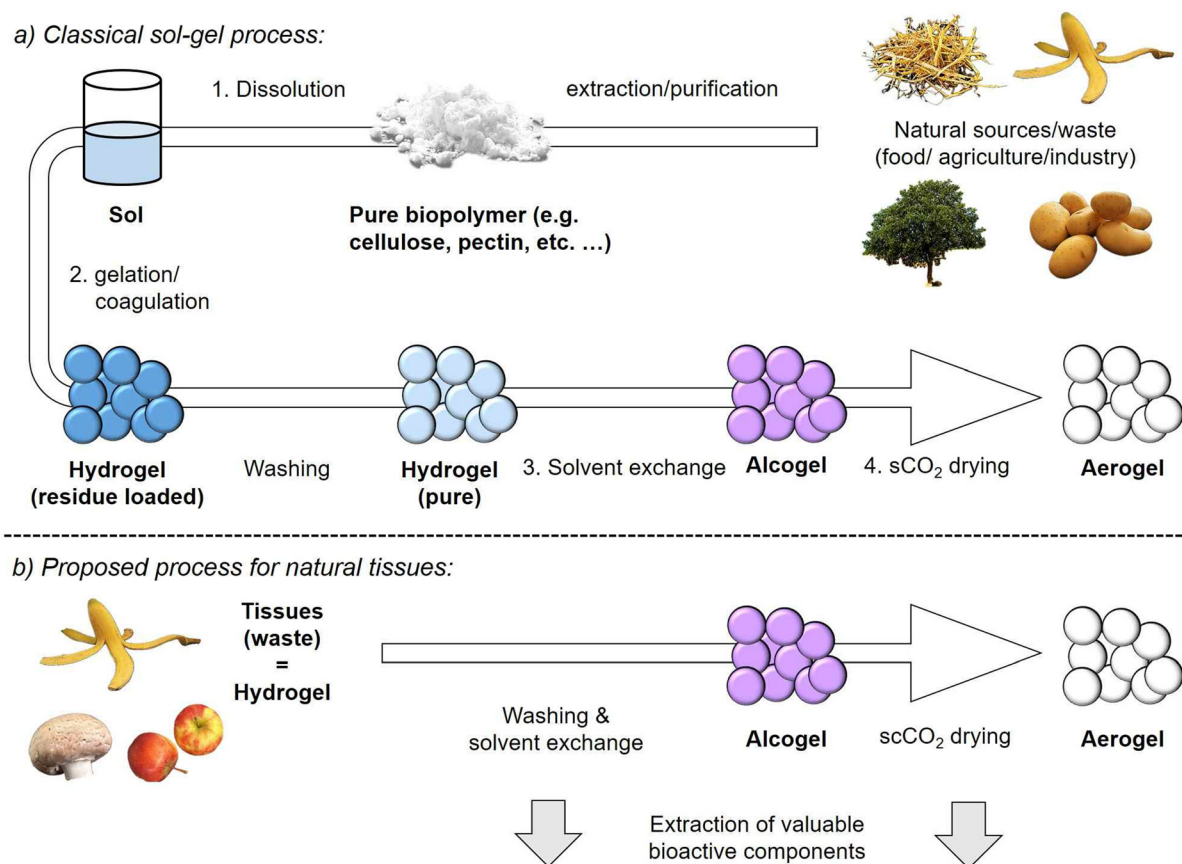 a) Classical sol-gel process:
1. Dissolution
extraction/purification
Natural sources/waste
(food/ agriculture/industry)
Sol
Pure biopolymer (e.g.
cellulose, pectin, etc. …)
2. gelation/
coagulation
Hydrogel
(residue loaded)
Washing
Hydrogel
(pure)
3. Solvent exchange
Alcogel
4. sCO₂ drying
Aerogel
b) Proposed process for natural tissues:
Tissues
(waste)
=
Hydrogel
Washing &
solvent exchange
Alcogel
scCO₂ drying
Aerogel
Extraction of valuable
bioactive components